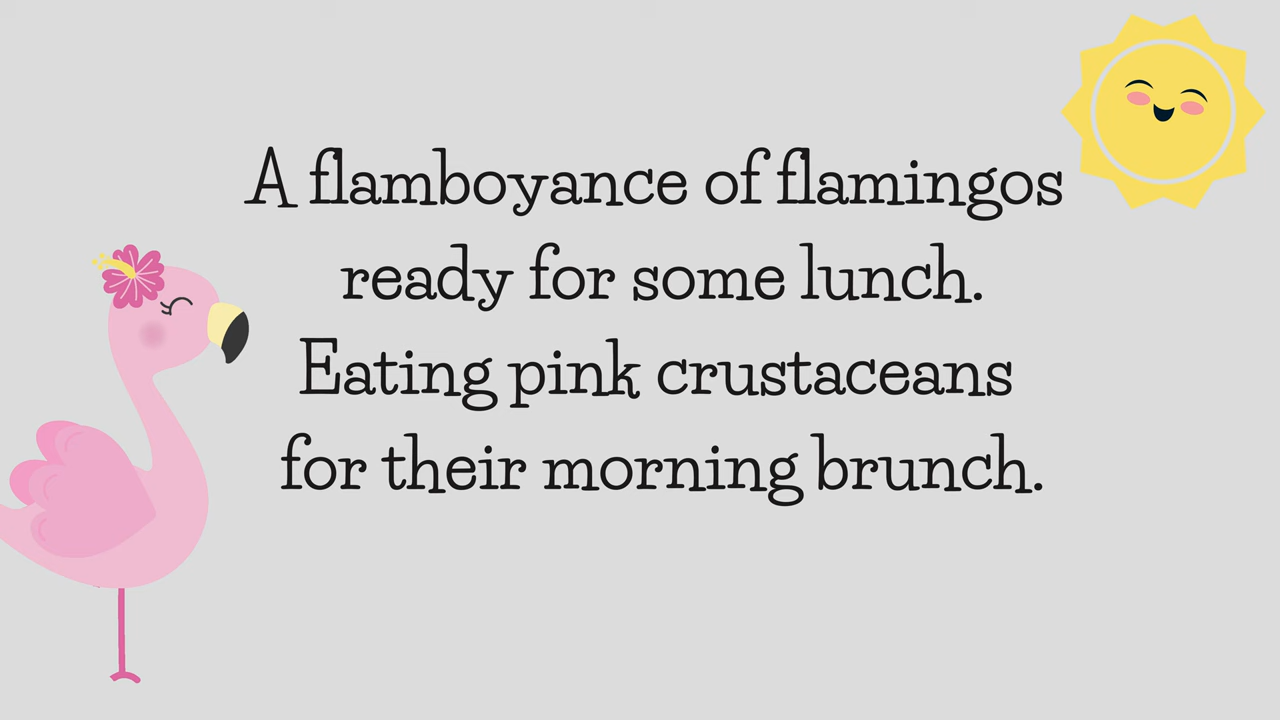 A flamboyance of flamingos
ready for some lunch.
Eating pink crustaceans
for their morning brunch.